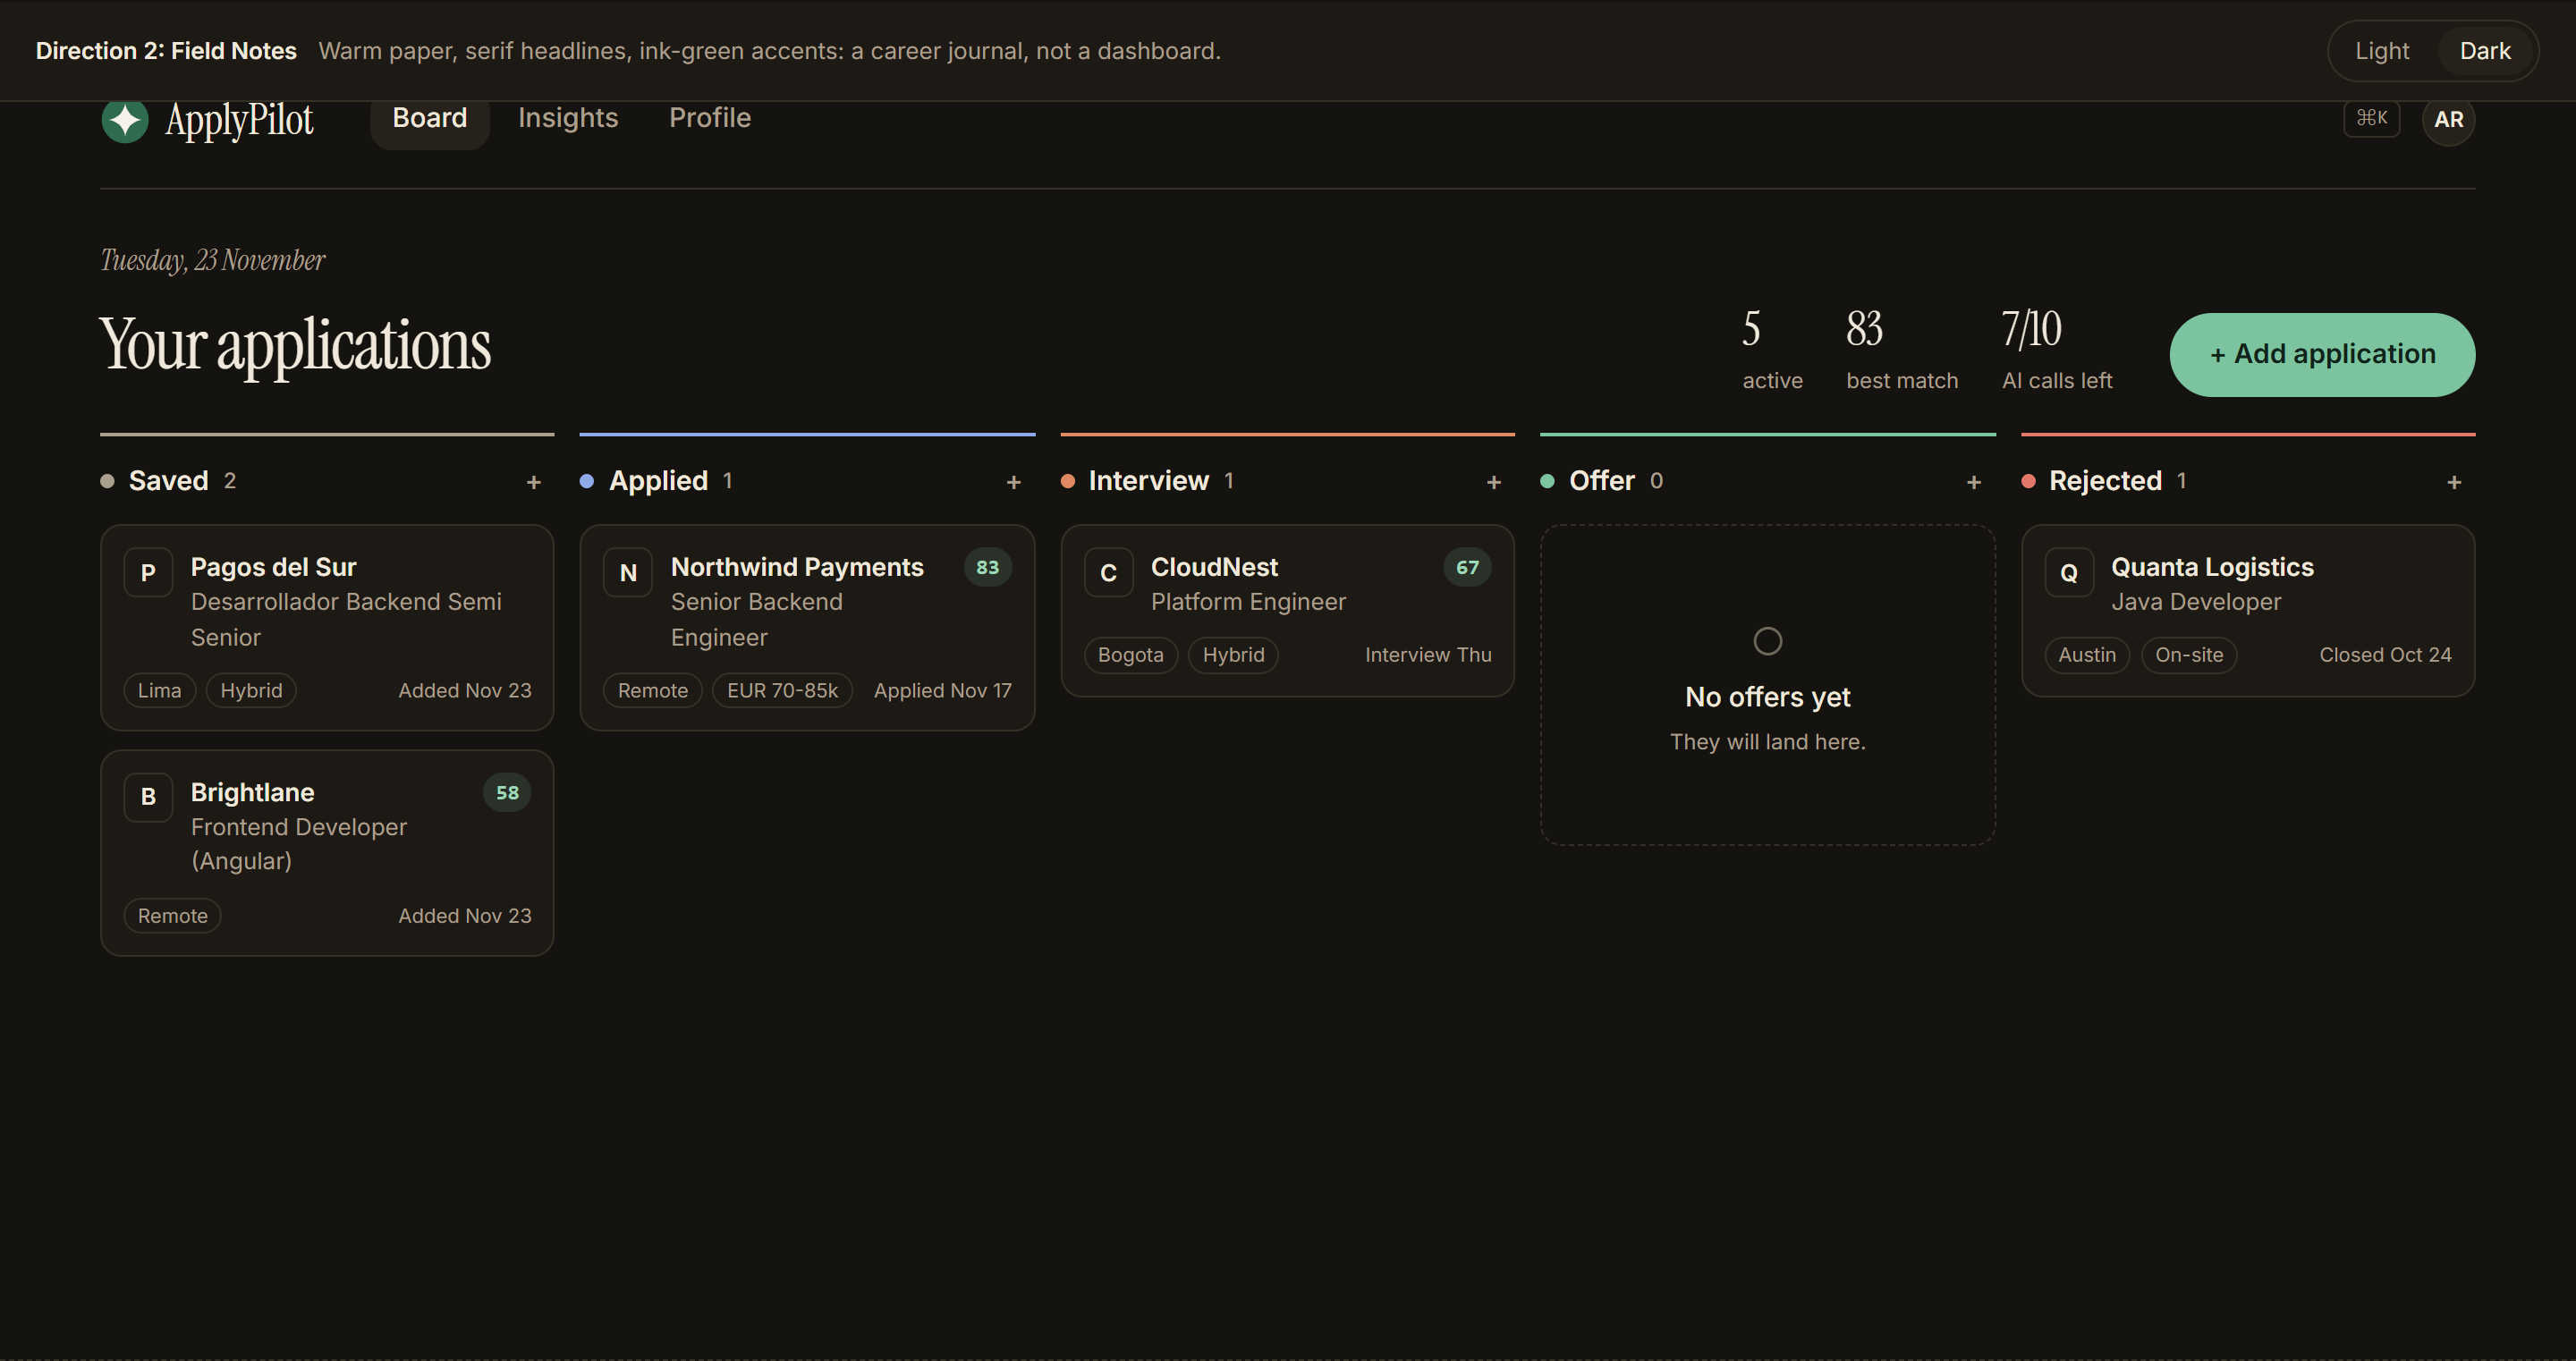 Direction 2: Field Notes Warm paper, serif headlines, ink-green accents: a career journal, not a dashboard.
Light Dark
ApplyPilot Board Insights Profile ⌘K AR
Tuesday, 23 November
Your applications
5 83 7/10
active best match AI calls left
+ Add application
Saved 2 +
Pagos del Sur
P
Desarrollador Backend Semi
Senior
Lima Hybrid Added Nov 23
Brightlane 58
B
Frontend Developer
(Angular)
Remote Added Nov 23
Applied 1 +
Northwind Payments 83
N
Senior Backend
Engineer
Remote EUR 70-85k Applied Nov 17
Interview 1 +
CloudNest 67
C
Platform Engineer
Bogota Hybrid Interview Thu
Offer 0 +
No offers yet
They will land here.
Rejected 1 +
Quanta Logistics
Q
Java Developer
Austin On-site Closed Oct 24